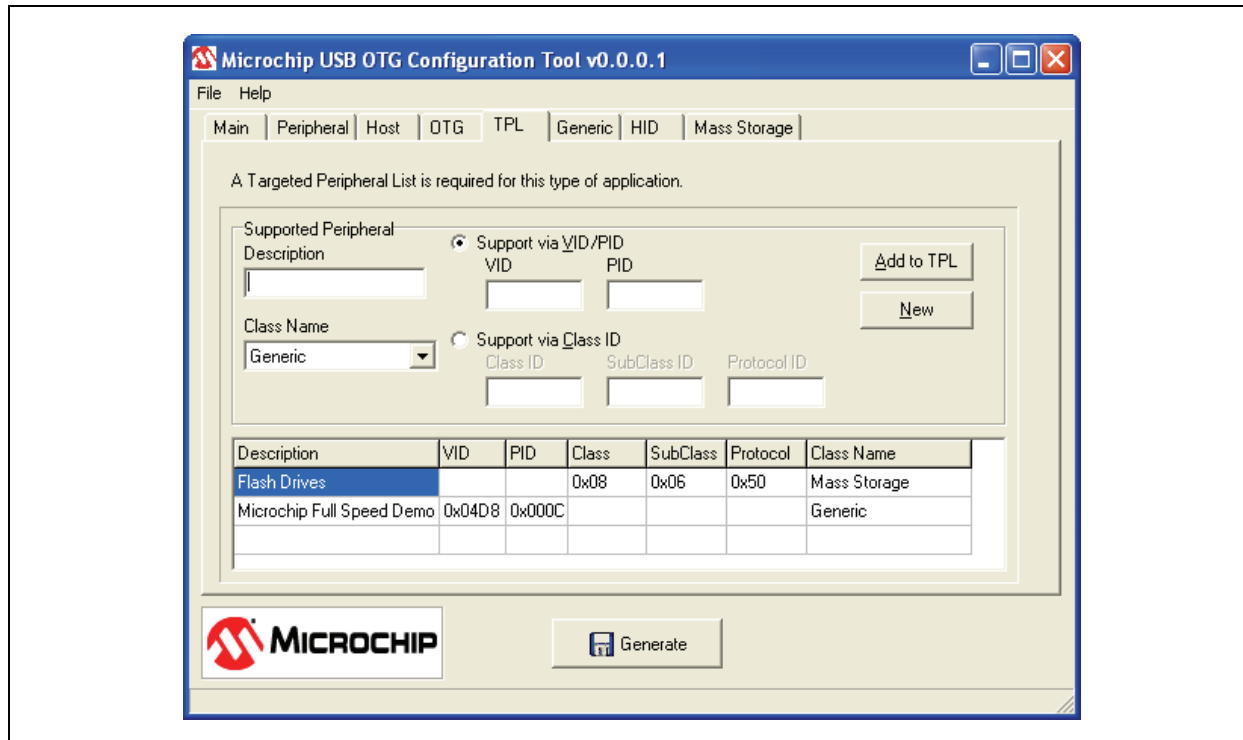 Microchip USB OTG Configuration Tool v0.0.0.1
File Help
Main Peripheral Host OTG TPL Generic HID Mass Storage
A Targeted Peripheral List is required for this type of application.
Supported Peripheral
Description
Support via VID/PID
VID PID
Add to TPL
New
Class Name
Generic
Support via Class ID
Class ID SubClass ID Protocol ID
Description VID PID Class SubClass Protocol Class Name
Flash Drives 0x08 0x06 0x50 Mass Storage
Microchip Full Speed Demo 0x04D8 0x000C Generic
MICROCHIP
Generate